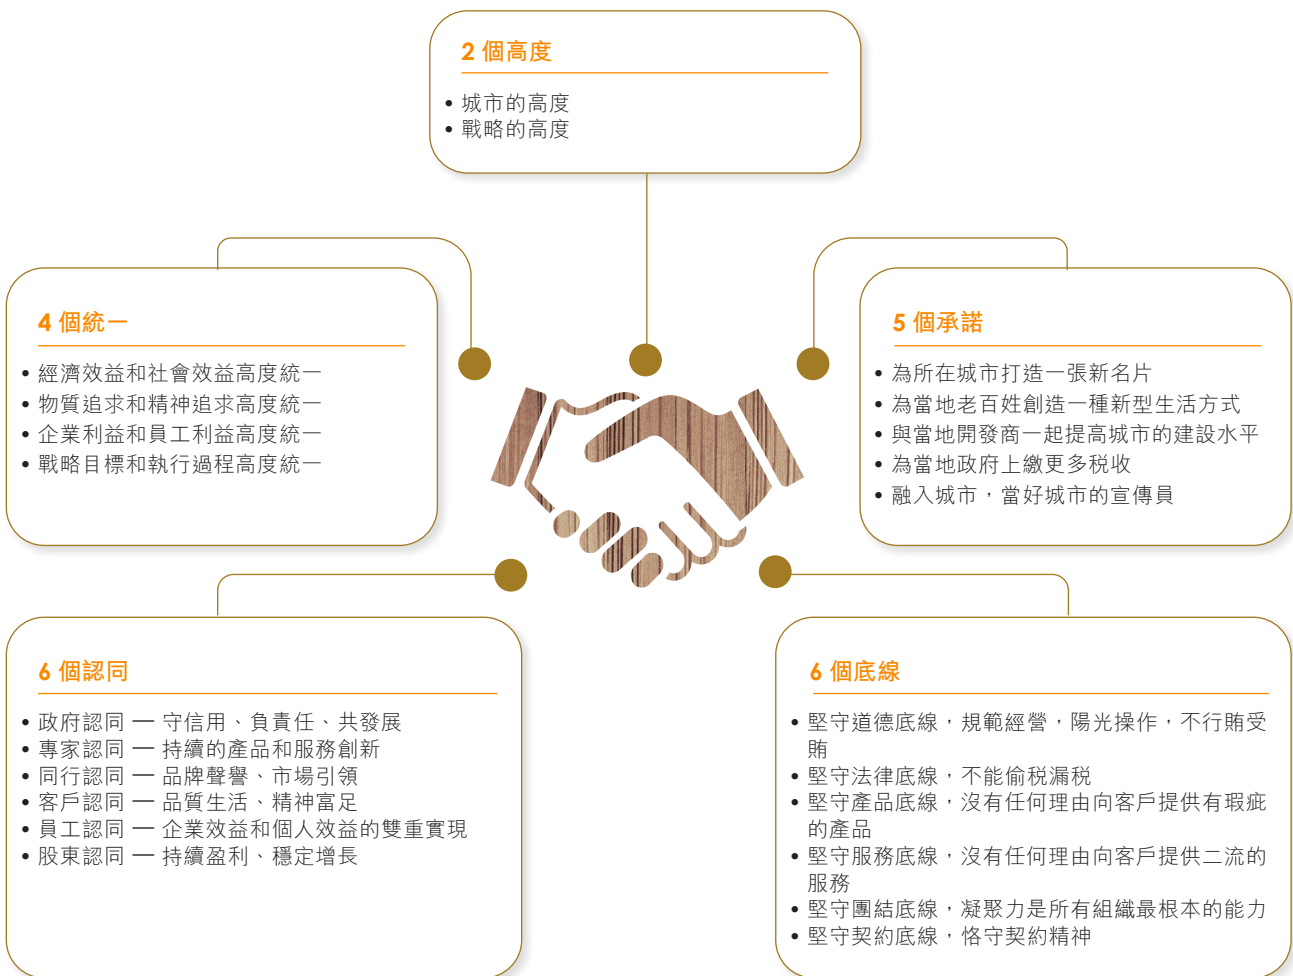 2 個高度
• 城市的高度
• 戰略的高度
4 個統一
• 經濟效益和社會效益高度統一
• 物質追求和精神追求高度統一
• 企業利益和員工利益高度統一
• 戰略目標和執行過程高度統一
5 個承諾
• 為所在城市打造一張新名片
• 為當地老百姓創造一種新型生活方式
• 與當地開發商一起提高城市的建設水平
• 為當地政府上繳更多税收
• 融入城市，當好城市的宣傳員
6 個認同
• 政府認同 — 守信用、負責任、共發展
• 專家認同 — 持續的產品和服務創新
• 同行認同 — 品牌聲譽、市場引領
• 客戶認同 — 品質生活、精神富足
• 員工認同 — 企業效益和個人效益的雙重實現
• 股東認同 — 持續盈利、穩定增長
6 個底線
• 堅守道德底線，規範經營，陽光操作，不行賄受
賄
• 堅守法律底線，不能偷税漏税
• 堅守產品底線，沒有任何理由向客戶提供有瑕疵
的產品
• 堅守服務底線，沒有任何理由向客戶提供二流的
服務
• 堅守團結底線，凝聚力是所有組織最根本的能力
• 堅守契約底線，恪守契約精神